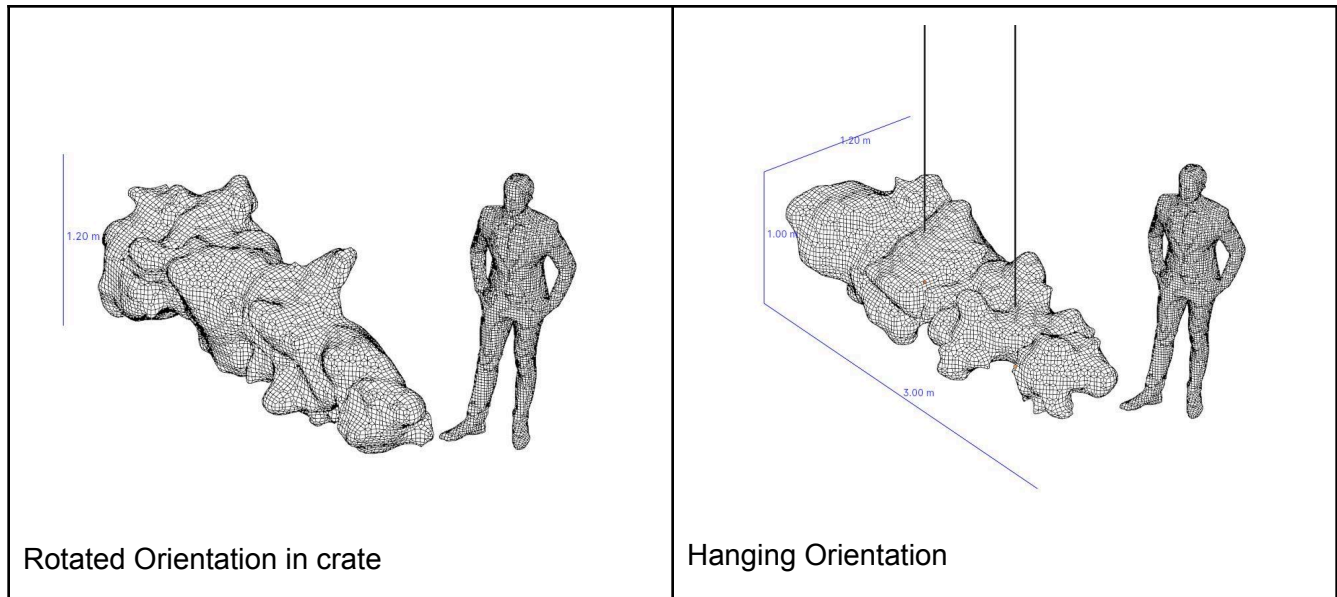 1.20 m
Rotated Orientation in crate
1.20 m
1.00 m
3.00 m
Hanging Orientation